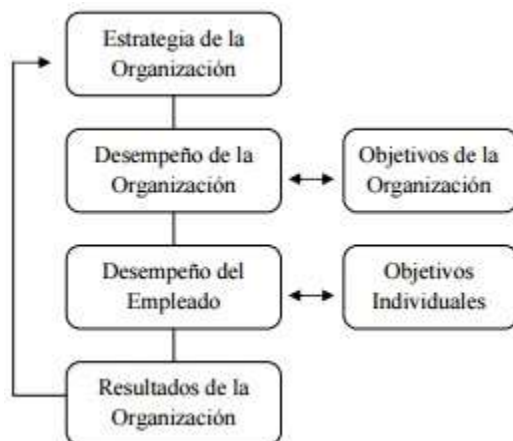 Estrategia de la
Organización
Desempeño de la
Organización
Objetivos de la
Organización
Desempeño del
Empleado
Objetivos
Individuales
Resultados de la
Organización